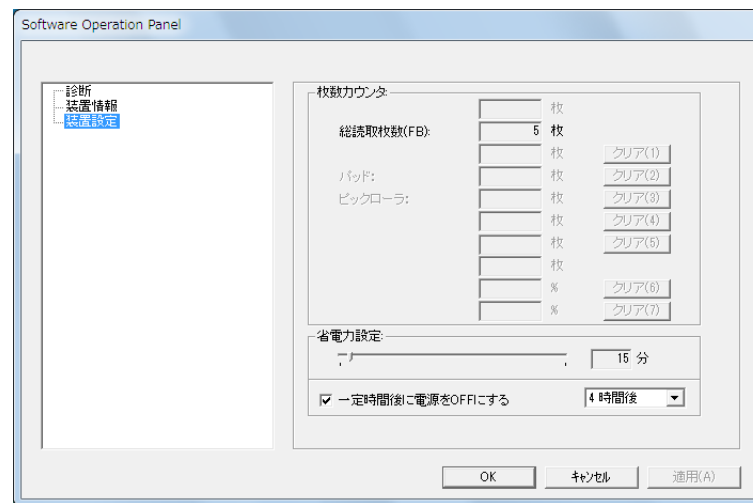 Software Operation Panel
診断
装置情報
装置設定
枚数カウンタ:
枚
総読取枚数(FB): 5 枚
枚 クリア(1)
パッド: 枚 クリア(2)
ピックローラ: 枚 クリア(3)
枚 クリア(4)
枚 クリア(5)
枚
% クリア(6)
% クリア(7)
省電力設定:
15 分
一定時間後に電源をOFFにする 4 時間後
OK キャンセル 適用(A)